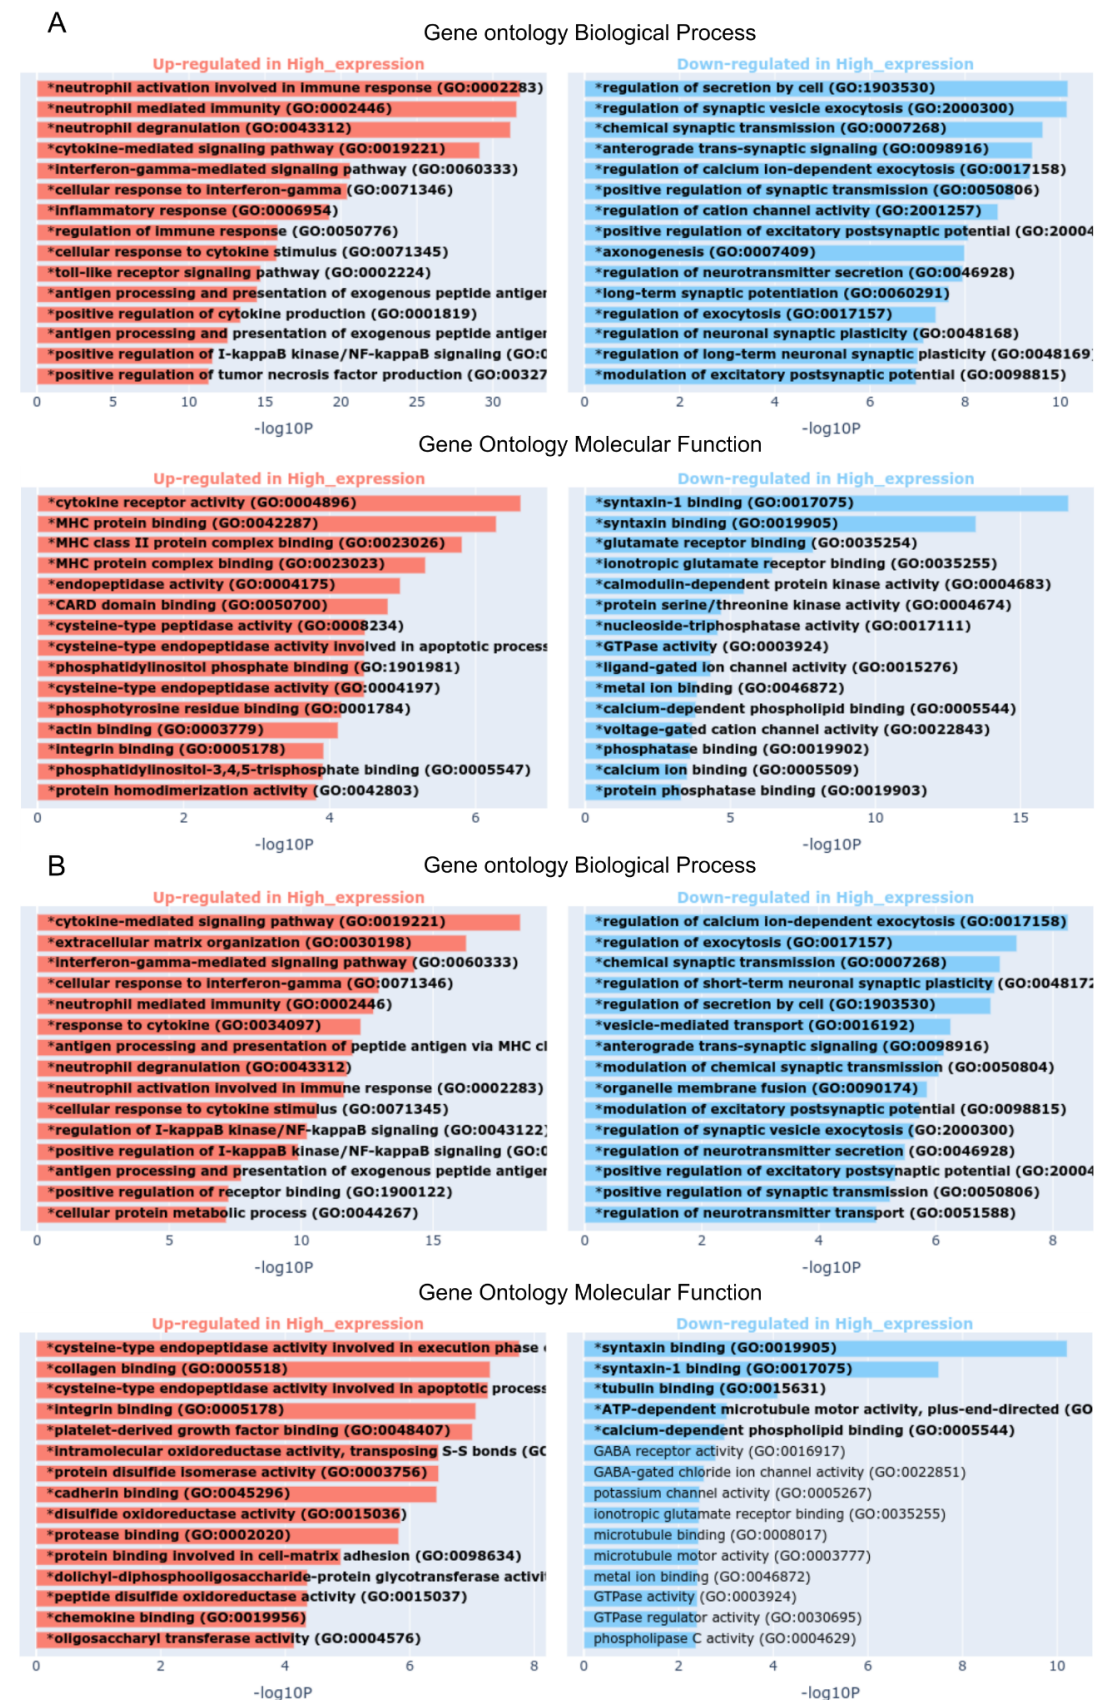 A
Gene ontology Biological Process
Up-regulated in High_expression
*neutrophil activation involved in immune response (GO:0002283)
*neutrophil mediated immunity (GO:0002446)
*neutrophil degranulation (GO:0043312)
*cytokine-mediated signaling pathway (GO:0019221)
*interferon-gamma-mediated signaling pathway (GO:0060333)
*cellular response to interferon-gamma (GO:0071346)
*inflammatory response (GO:0006954)
*regulation of immune response (GO:0050776)
*cellular response to cytokine stimulus (GO:0071345)
*toll-like receptor signaling pathway (GO:0002224)
*antigen processing and presentation of exogenous peptide antigen
*positive regulation of cytokine production (GO:0001819)
*antigen processing and presentation of exogenous peptide antigen
*positive regulation of I-kappaB kinase/NF-kappaB signaling (GO:0
*positive regulation of tumor necrosis factor production (GO:00327
0 5 10 15 20 25 30
-log10P
Down-regulated in High_expression
*regulation of secretion by cell (GO:1903530)
*regulation of synaptic vesicle exocytosis (GO:2000300)
*chemical synaptic transmission (GO:0007268)
*anterograde trans-synaptic signaling (GO:0098916)
*regulation of calcium ion-dependent exocytosis (GO:0017158)
*positive regulation of synaptic transmission (GO:0050806)
*regulation of cation channel activity (GO:2001257)
*positive regulation of excitatory postsynaptic potential (GO:20004
*axonogenesis (GO:0007409)
*regulation of neurotransmitter secretion (GO:0046928)
*long-term synaptic potentiation (GO:0060291)
*regulation of exocytosis (GO:0017157)
*regulation of neuronal synaptic plasticity (GO:0048168)
*regulation of long-term neuronal synaptic plasticity (GO:0048169)
*modulation of excitatory postsynaptic potential (GO:0098815)
0 2 4 6 8 10
-log10P
Gene Ontology Molecular Function
Up-regulated in High_expression
*cytokine receptor activity (GO:0004896)
*MHC protein binding (GO:0042287)
*MHC class II protein complex binding (GO:0023026)
*MHC protein complex binding (GO:0023023)
*endopeptidase activity (GO:0004175)
*CARD domain binding (GO:0050700)
*cysteine-type peptidase activity (GO:0008234)
*cysteine-type endopeptidase activity involved in apoptotic process
*phosphatidylinositol phosphate binding (GO:1901981)
*cysteine-type endopeptidase activity (GO:0004197)
*phosphotyrosine residue binding (GO:0001784)
*actin binding (GO:0003779)
*integrin binding (GO:0005178)
*phosphatidylinositol-3,4,5-trisphosphate binding (GO:0005547)
*protein homodimerization activity (GO:0042803)
0 2 4 6
-log10P
Down-regulated in High_expression
*syntaxin-1 binding (GO:0017075)
*syntaxin binding (GO:0019905)
*glutamate receptor binding (GO:0035254)
*ionotropic glutamate receptor binding (GO:0035255)
*calmodulin-dependent protein kinase activity (GO:0004683)
*protein serine/threonine kinase activity (GO:0004674)
*nucleoside-triphosphatase activity (GO:0017111)
*GTPase activity (GO:0003924)
*ligand-gated ion channel activity (GO:0015276)
*metal ion binding (GO:0046872)
*calcium-dependent phospholipid binding (GO:0005544)
*voltage-gated cation channel activity (GO:0022843)
*phosphatase binding (GO:0019902)
*calcium ion binding (GO:0005509)
*protein phosphatase binding (GO:0019903)
0 5 10 15
-log10P
B
Gene ontology Biological Process
Up-regulated in High_expression
*cytokine-mediated signaling pathway (GO:0019221)
*extracellular matrix organization (GO:0030198)
*interferon-gamma-mediated signaling pathway (GO:0060333)
*cellular response to interferon-gamma (GO:0071346)
*neutrophil mediated immunity (GO:0002446)
*response to cytokine (GO:0034097)
*antigen processing and presentation of peptide antigen via MHC cl
*neutrophil degranulation (GO:0043312)
*neutrophil activation involved in immune response (GO:0002283)
*cellular response to cytokine stimulus (GO:0071345)
*regulation of I-kappaB kinase/NF-kappaB signaling (GO:0043122)
*positive regulation of I-kappaB kinase/NF-kappaB signaling (GO:0
*antigen processing and presentation of exogenous peptide antigen
*positive regulation of receptor binding (GO:1900122)
*cellular protein metabolic process (GO:0044267)
0 5 10 15
-log10P
Down-regulated in High_expression
*regulation of calcium ion-dependent exocytosis (GO:0017158)
*regulation of exocytosis (GO:0017157)
*chemical synaptic transmission (GO:0007268)
*regulation of short-term neuronal synaptic plasticity (GO:0048172
*regulation of secretion by cell (GO:1903530)
*vesicle-mediated transport (GO:0016192)
*anterograde trans-synaptic signaling (GO:0098916)
*modulation of chemical synaptic transmission (GO:0050804)
*organelle membrane fusion (GO:0090174)
*modulation of excitatory postsynaptic potential (GO:0098815)
*regulation of synaptic vesicle exocytosis (GO:2000300)
*regulation of neurotransmitter secretion (GO:0046928)
*positive regulation of excitatory postsynaptic potential (GO:20004
*positive regulation of synaptic transmission (GO:0050806)
*regulation of neurotransmitter transport (GO:0051588)
0 2 4 6 8
-log10P
Gene Ontology Molecular Function
Up-regulated in High_expression
*cysteine-type endopeptidase activity involved in execution phase
*collagen binding (GO:0005518)
*cysteine-type endopeptidase activity involved in apoptotic process
*integrin binding (GO:0005178)
*platelet-derived growth factor binding (GO:0048407)
*intramolecular oxidoreductase activity, transposing S-S bonds (GO
*protein disulfide isomerase activity (GO:0003756)
*cadherin binding (GO:0045296)
*disulfide oxidoreductase activity (GO:0015036)
*protease binding (GO:0002020)
*protein binding involved in cell-matrix adhesion (GO:0098634)
*dolichyl-diphosphooligosaccharide-protein glycotransferase activit
*peptide disulfide oxidoreductase activity (GO:0015037)
*chemokine binding (GO:0019956)
*oligosaccharyl transferase activity (GO:0004576)
0 2 4 6 8
-log10P
Down-regulated in High_expression
*syntaxin binding (GO:0019905)
*syntaxin-1 binding (GO:0017075)
*tubulin binding (GO:0015631)
*ATP-dependent microtubule motor activity, plus-end-directed (GO
*calcium-dependent phospholipid binding (GO:0005544)
GABA receptor activity (GO:0016917)
GABA-gated chloride ion channel activity (GO:0022851)
potassium channel activity (GO:0005267)
ionotropic glutamate receptor binding (GO:0035255)
microtubule binding (GO:0008017)
microtubule motor activity (GO:0003777)
metal ion binding (GO:0046872)
GTPase activity (GO:0003924)
GTPase regulator activity (GO:0030695)
phospholipase C activity (GO:0004629)
0 2 4 6 8 10
-log10P